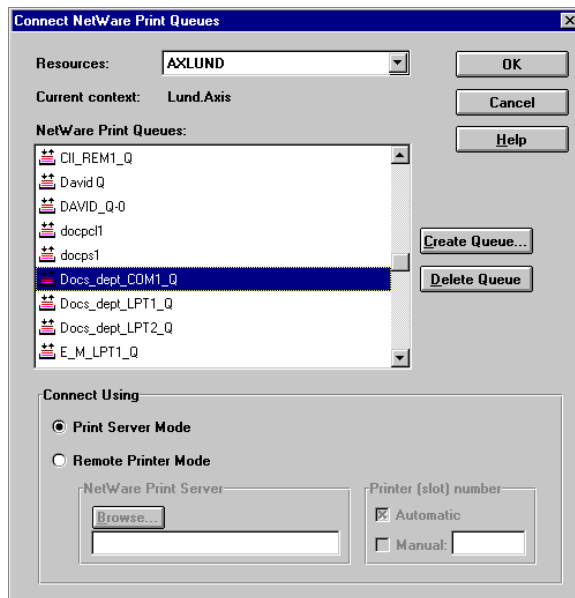 Connect NetWare Print Queues
Resources: AXLUND OK
Current context: Lund.Axis Cancel
NetWare Print Queues: Help
CII_REM1_Q
David Q
DAVID_Q-0
docpcl1
docps1
Docs_dept_COM1_Q
Docs_dept_LPT1_Q
Docs_dept_LPT2_Q
E_M_LPT1_Q
Create Queue...
Delete Queue
Connect Using
Print Server Mode
Remote Printer Mode
NetWare Print Server Printer (slot) number
Browse... Automatic
Manual: